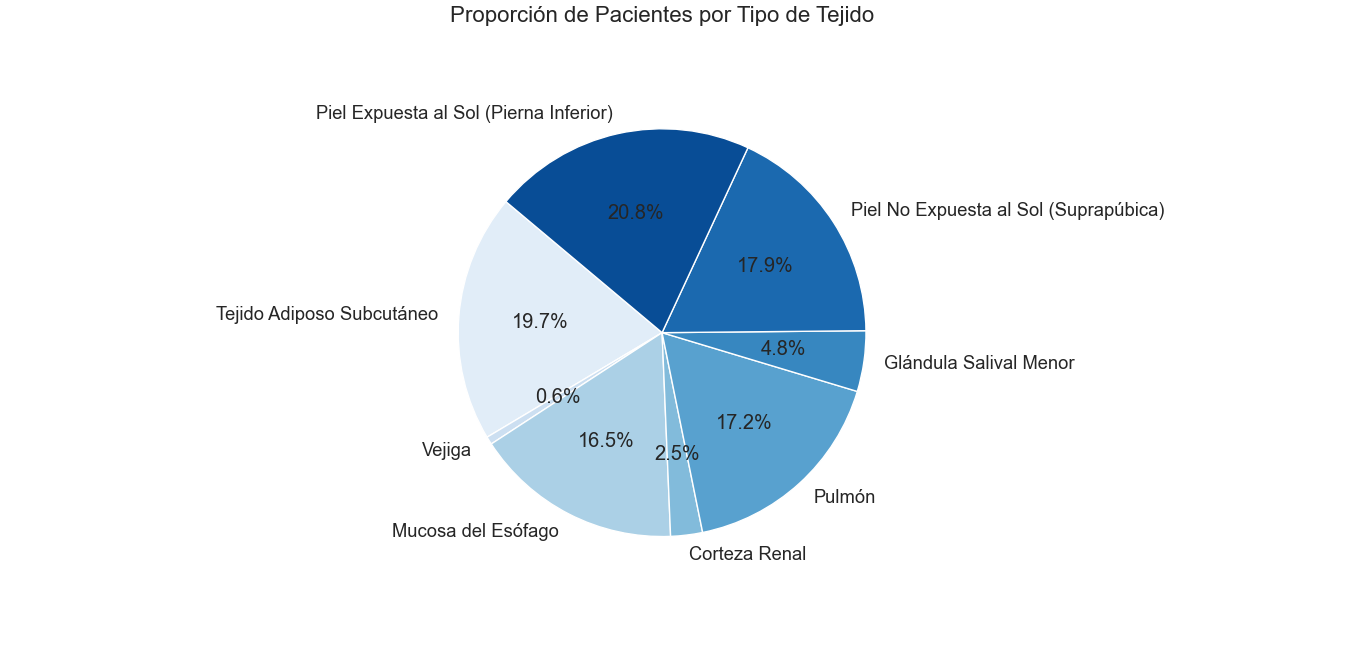 Proporción de Pacientes por Tipo de Tejido
Piel Expuesta al Sol (Pierna Inferior)
20.8%
Piel No Expuesta al Sol (Suprapúbica)
17.9%
Tejido Adiposo Subcutáneo
19.7%
4.8%
Glándula Salival Menor
0.6%
17.2%
16.5%
2.5%
Vejiga
Pulmón
Mucosa del Esófago
Corteza Renal